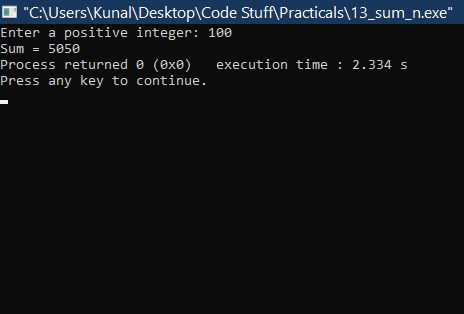 "C:\Users\Kunal\Desktop\Code Stuff\Practicals\13_sum_n.exe"
Enter a positive integer: 100
Sum = 5050
Process returned 0 (0x0)   execution time : 2.334 s
Press any key to continue.